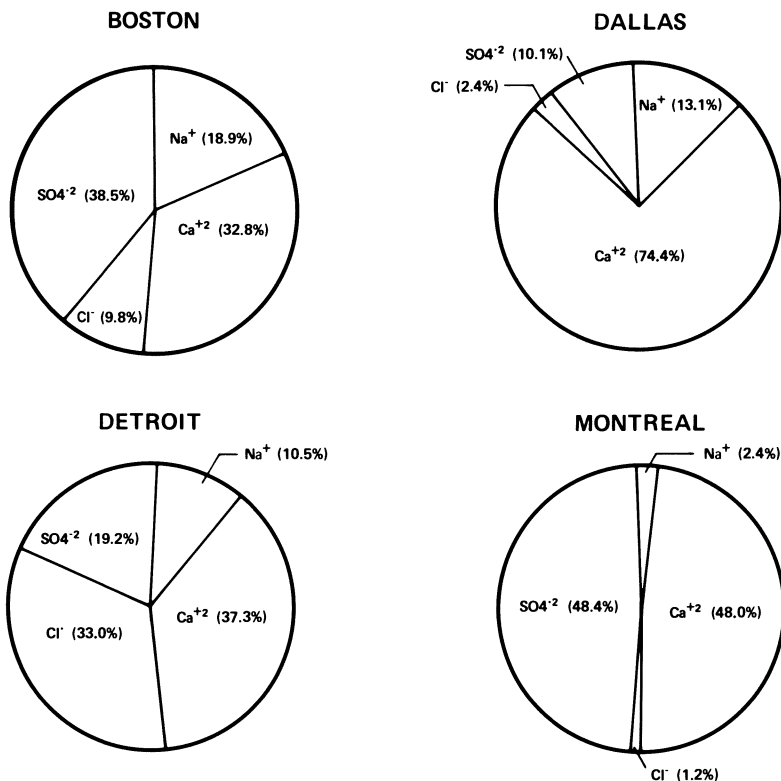 BOSTON
Na+ (18.9%)
SO4-2 (38.5%)
Ca+2 (32.8%)
Cl- (9.8%)
DALLAS
SO4-2 (10.1%)
Cl- (2.4%)
Na+ (13.1%)
Ca+2 (74.4%)
DETROIT
Na+ (10.5%)
SO4-2 (19.2%)
Ca+2 (37.3%)
Cl- (33.0%)
MONTREAL
Na+ (2.4%)
SO4-2 (48.4%)
Ca+2 (48.0%)
Cl- (1.2%)